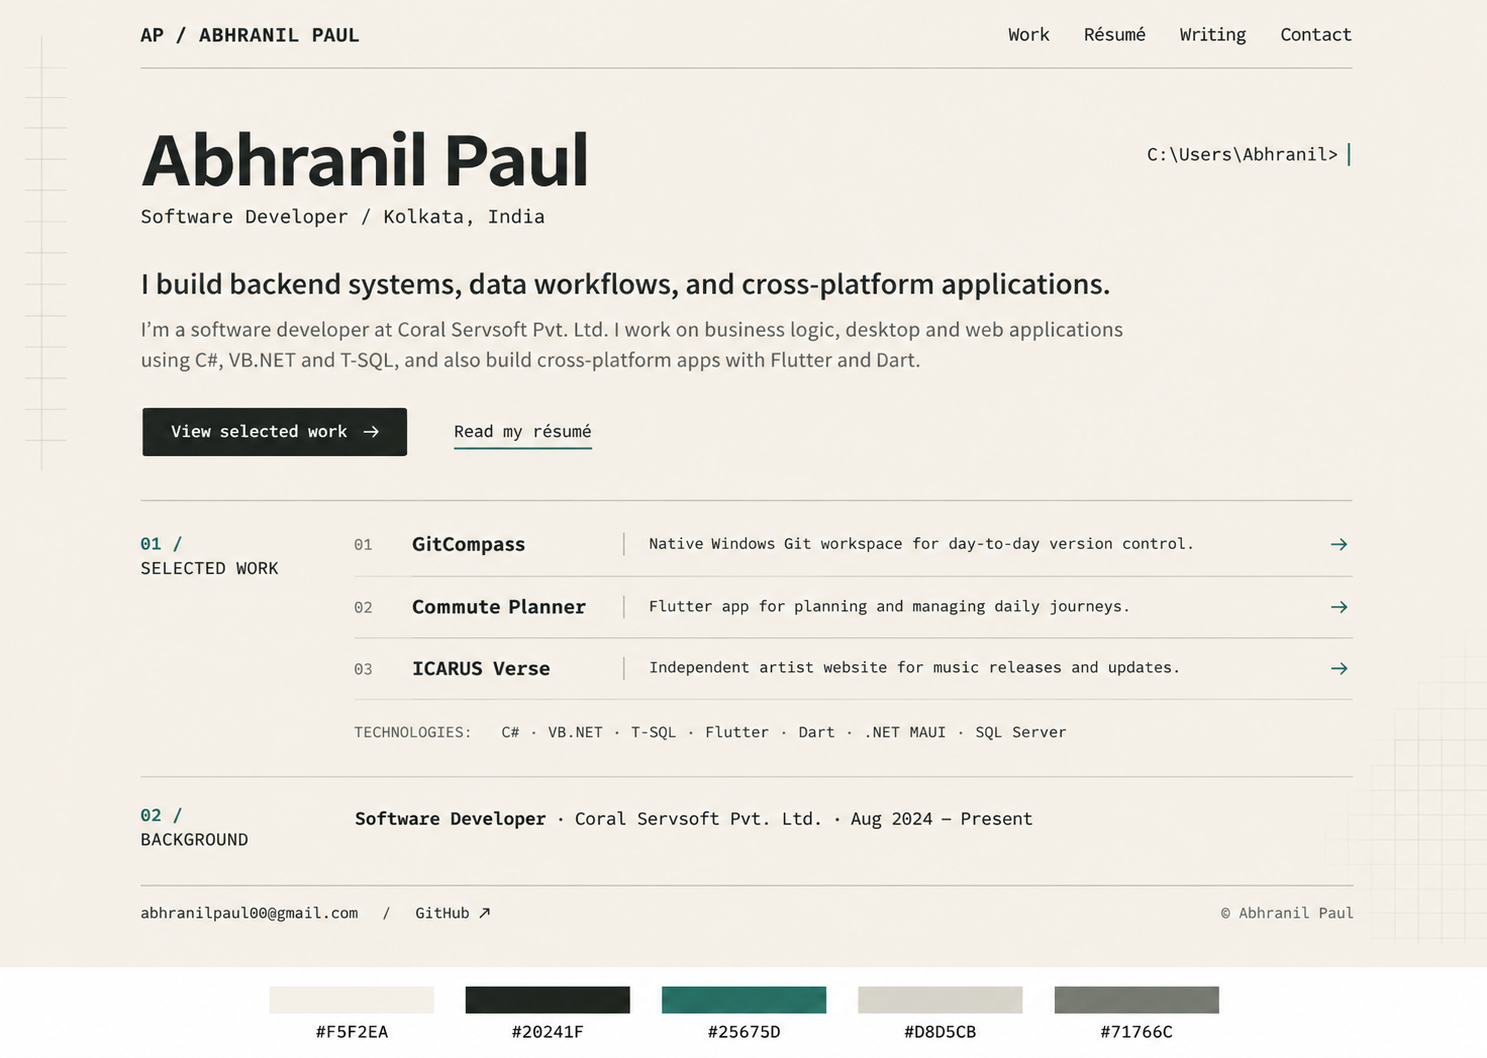 AP / ABHRANIL PAUL
Work Résumé Writing Contact
Abhranil Paul
C:\Users\Abhranil>
Software Developer / Kolkata, India
I build backend systems, data workflows, and cross-platform applications.
I’m a software developer at Coral Servsoft Pvt. Ltd. I work on business logic, desktop and web applications
using C#, VB.NET and T-SQL, and also build cross-platform apps with Flutter and Dart.
View selected work →
Read my résumé
01 /
SELECTED WORK
01 GitCompass Native Windows Git workspace for day-to-day version control. →
02 Commute Planner Flutter app for planning and managing daily journeys. →
03 ICARUS Verse Independent artist website for music releases and updates. →
TECHNOLOGIES: C# · VB.NET · T-SQL · Flutter · Dart · .NET MAUI · SQL Server
02 /
BACKGROUND
Software Developer · Coral Servsoft Pvt. Ltd. · Aug 2024 – Present
abhranilpaul00@gmail.com / GitHub ↗
© Abhranil Paul
#F5F2EA #20241F #25675D #D8D5CB #71766C